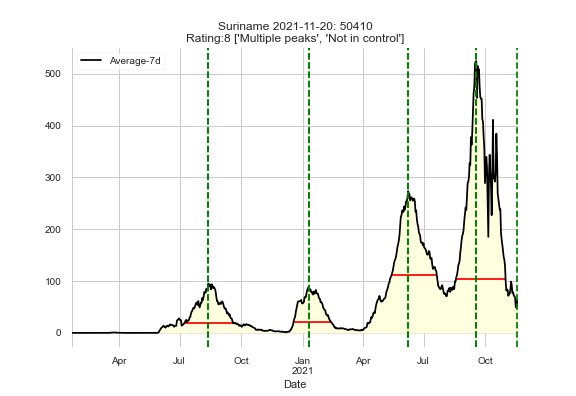 Suriname 2021-11-20: 50410
Rating:8 ['Multiple peaks', 'Not in control']
Average-7d
500
400
300
200
100
0
Apr Jul Oct Jan Apr Jul Oct
2021
Date